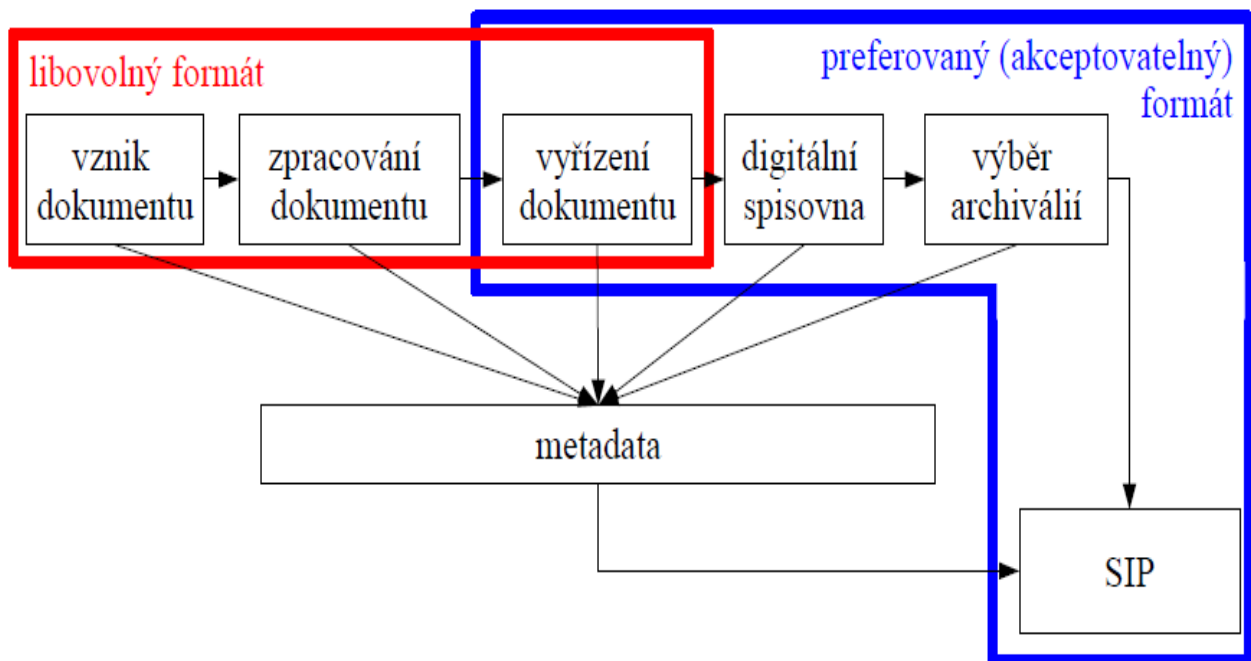 libovolný formát
preferovaný (akceptovatelný)
formát
vznik
dokumentu
zpracování
dokumentu
vyřízení
dokumentu
digitální
spisovna
výběr
archiválií
metadata
SIP